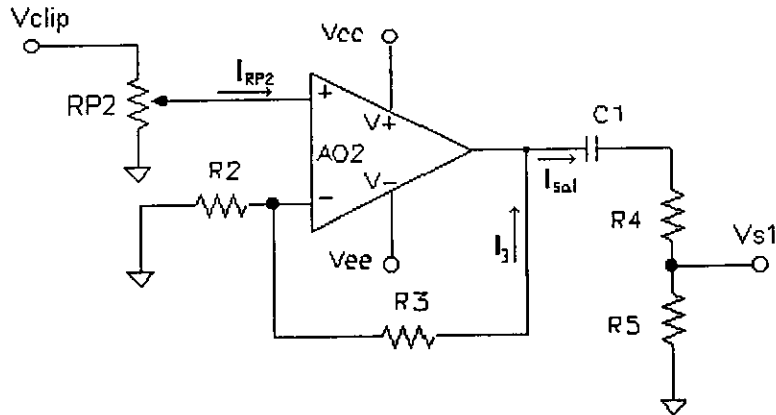 Vclip
Vcc
RP2
I_RP2
+
V+
AO2
C1
R2
V-
I_Sal
-
R4
Vs1
Vee
I_3
R3
R5